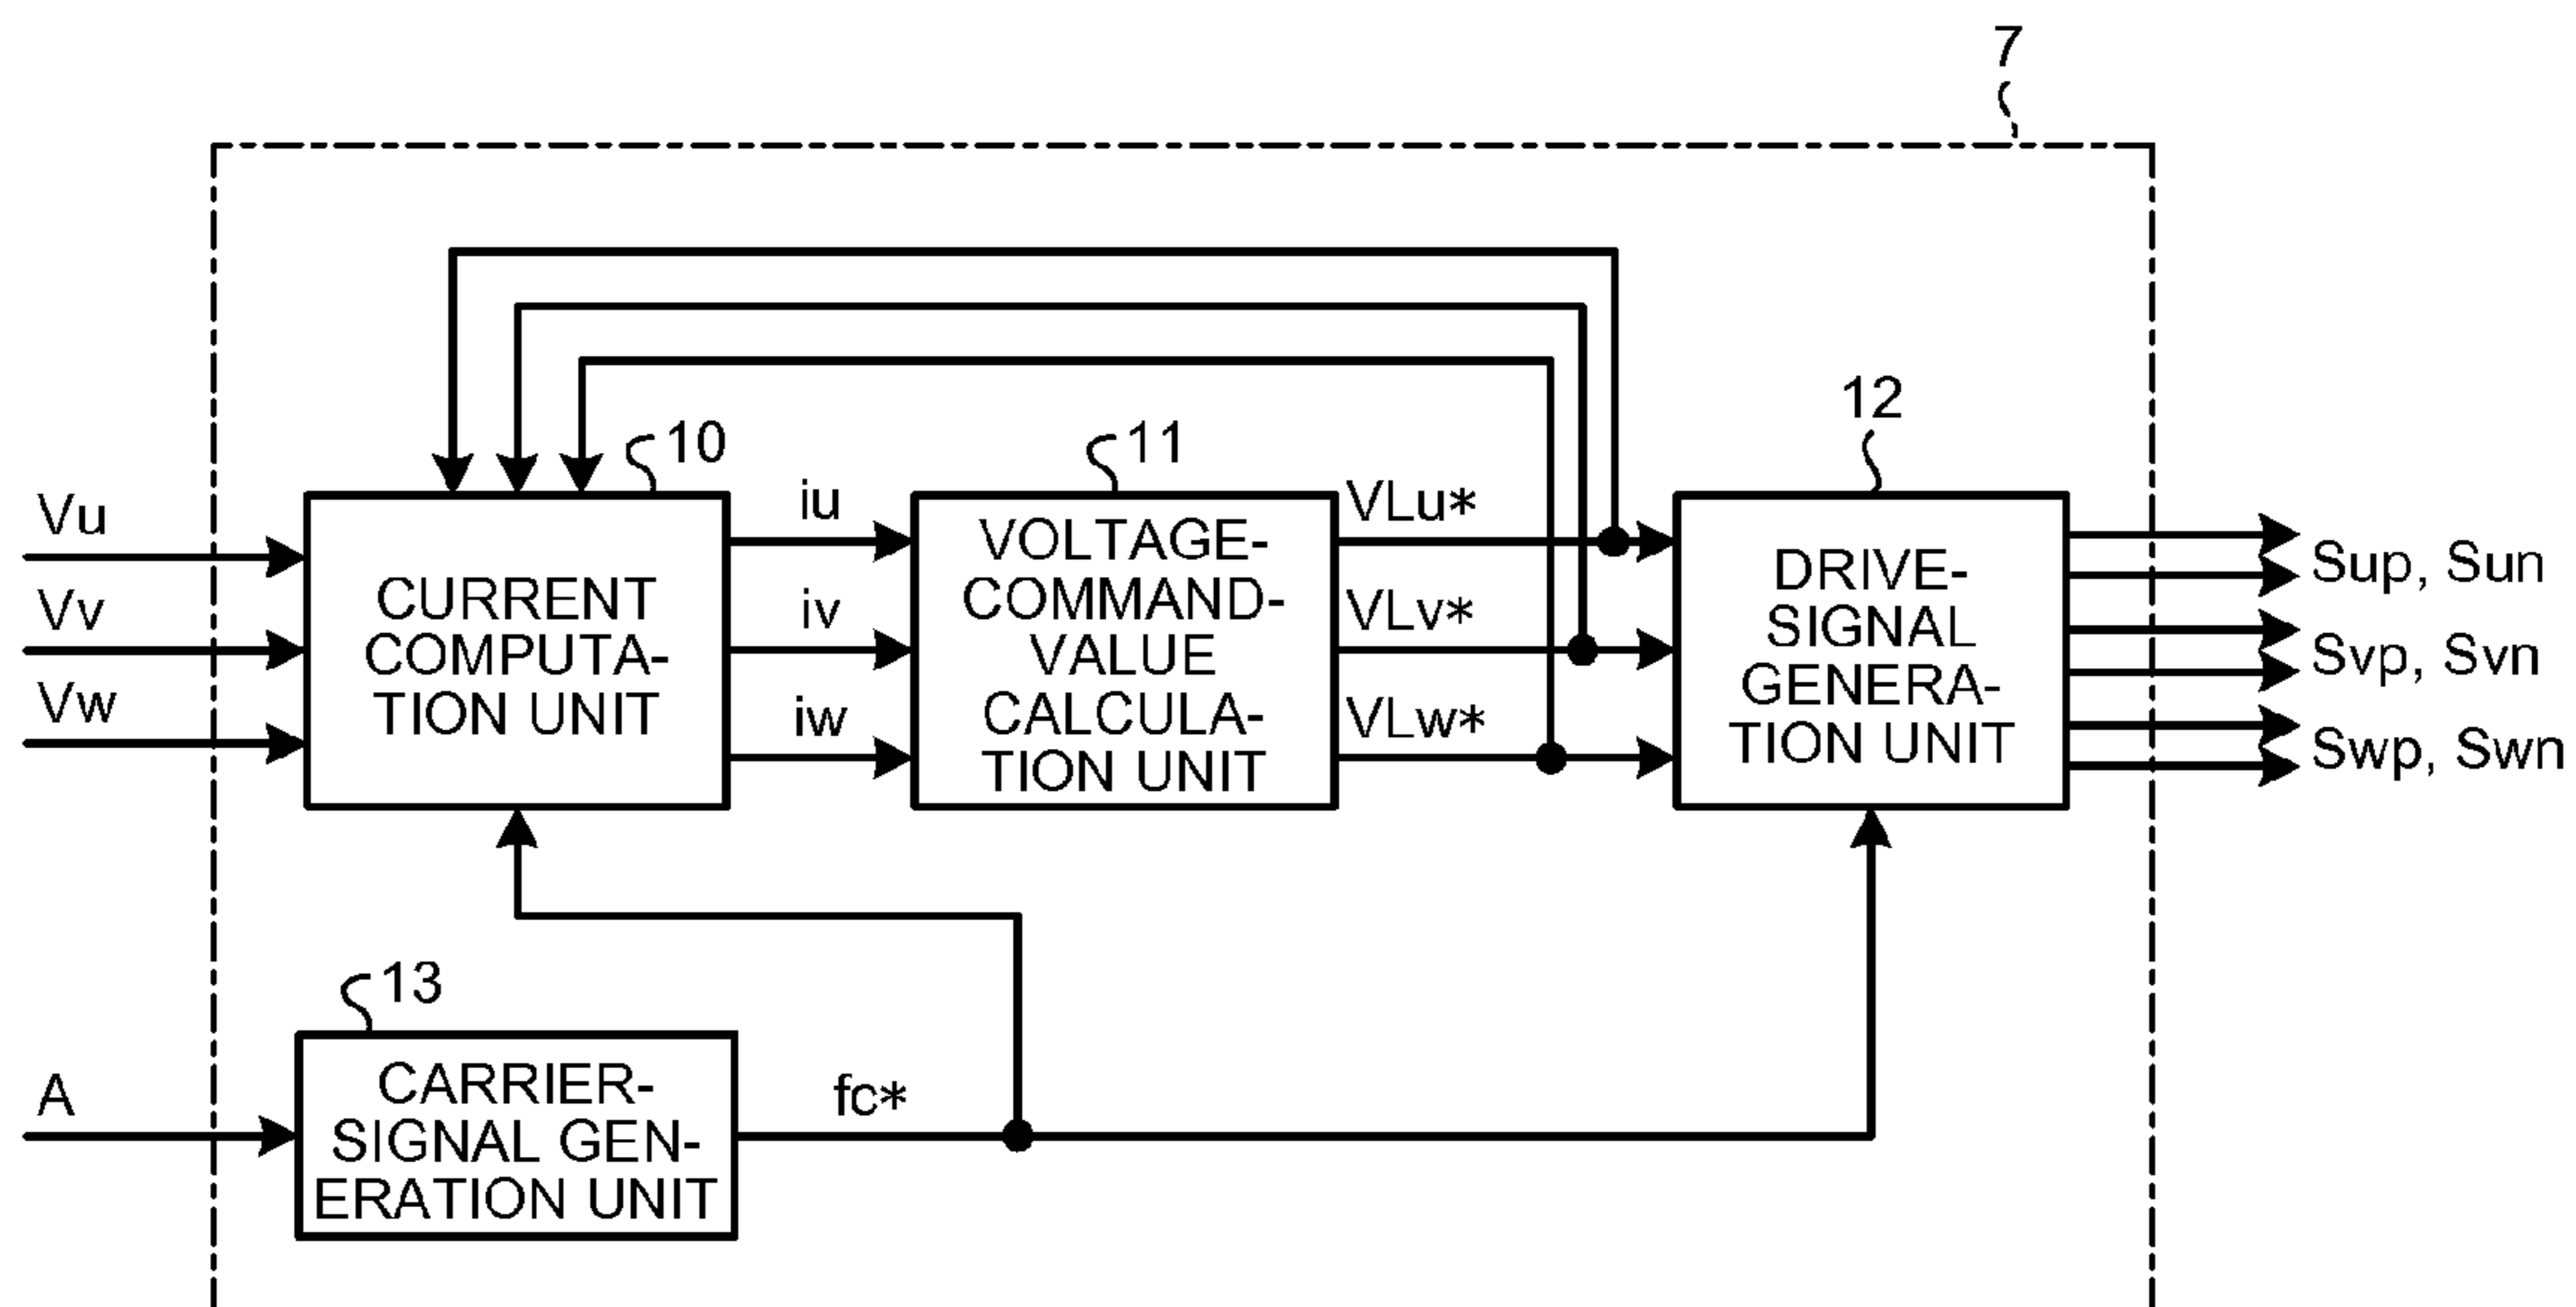 7
10
11
12
Vu
Vv
Vw
CURRENT
COMPUTA-
TION UNIT
iu
iv
iw
VOLTAGE-
COMMAND-
VALUE
CALCULA-
TION UNIT
VLu*
VLv*
VLw*
DRIVE-
SIGNAL
GENERA-
TION UNIT
Sup, Sun
Svp, Svn
Swp, Swn
13
A
CARRIER-
SIGNAL GEN-
ERATION UNIT
fc*